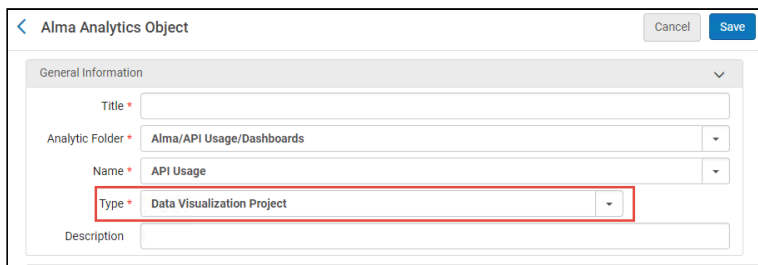 Alma Analytics Object Cancel Save
General Information
Title *
Analytic Folder * Alma/API Usage/Dashboards
Name * API Usage
Type * Data Visualization Project
Description